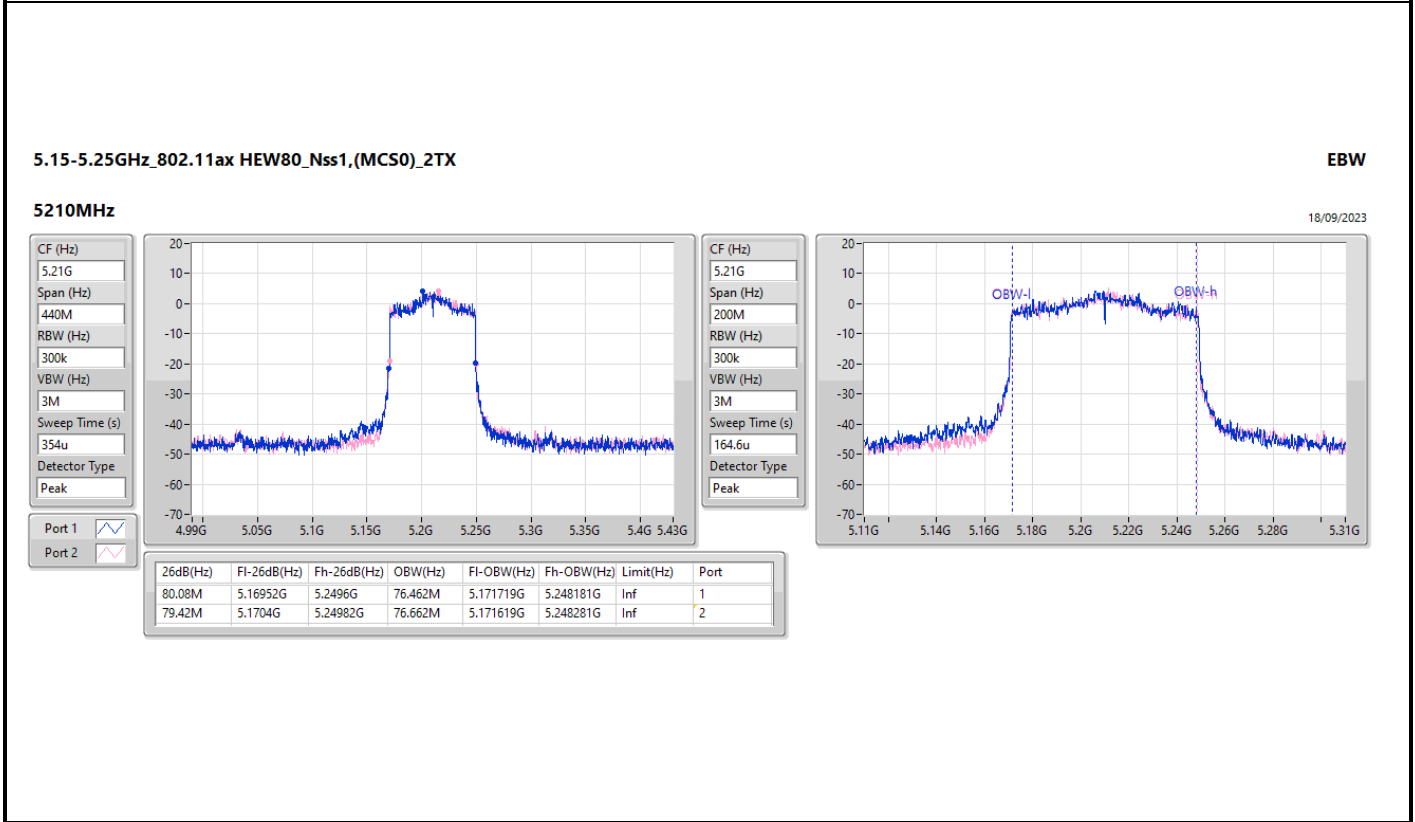 5.15-5.25GHz_802.11ax HEW80_Nss1,(MCS0)_2TX
EBW
5210MHz
18/09/2023
CF (Hz)
5.21G
Span (Hz)
440M
RBW (Hz)
300k
VBW (Hz)
3M
Sweep Time (s)
354u
Detector Type
Peak
Port 1
Port 2
20
10
0
-10
-20
-30
-40
-50
-60
-70
4.99G 5.05G 5.1G 5.15G 5.2G 5.25G 5.3G 5.35G 5.4G 5.43G
CF (Hz)
5.21G
Span (Hz)
200M
RBW (Hz)
300k
VBW (Hz)
3M
Sweep Time (s)
164.6u
Detector Type
Peak
20
10
0
-10
-20
-30
-40
-50
-60
-70
OBW-l OBW-h
5.11G 5.14G 5.16G 5.18G 5.2G 5.22G 5.24G 5.26G 5.28G 5.31G
26dB(Hz) Fl-26dB(Hz) Fh-26dB(Hz) OBW(Hz) Fl-OBW(Hz) Fh-OBW(Hz) Limit(Hz) Port
80.08M 5.16952G 5.2496G 76.462M 5.171719G 5.248181G Inf 1
79.42M 5.1704G 5.24982G 76.662M 5.171619G 5.248281G Inf 2